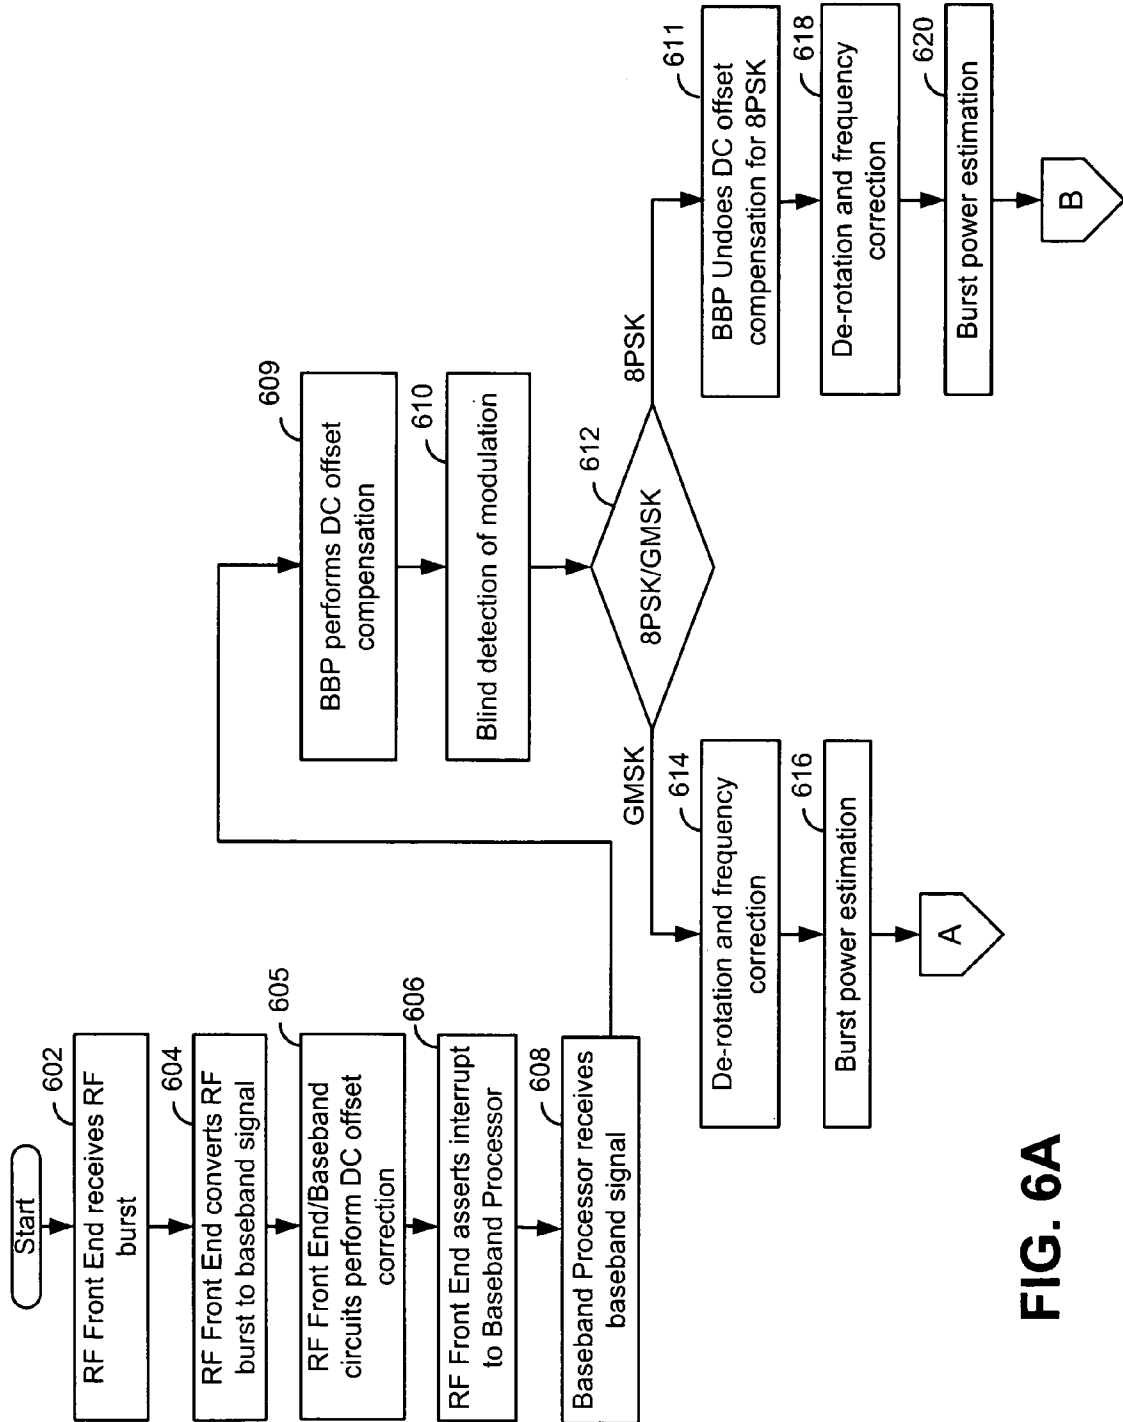 Start
602
RF Front End receives RF
burst
604
RF Front End converts RF
burst to baseband signal
605
RF Front End/Baseband
circuits perform DC offset
correction
606
RF Front End asserts interrupt
to Baseband Processor
608
Baseband Processor receives
baseband signal
609
BBP performs DC offset
compensation
610
Blind detection of modulation
612
8PSK/GMSK
GMSK
8PSK
614
De-rotation and frequency
correction
616
Burst power estimation
A
611
BBP Undoes DC offset
compensation for 8PSK
618
De-rotation and frequency
correction
620
Burst power estimation
B
FIG. 6A